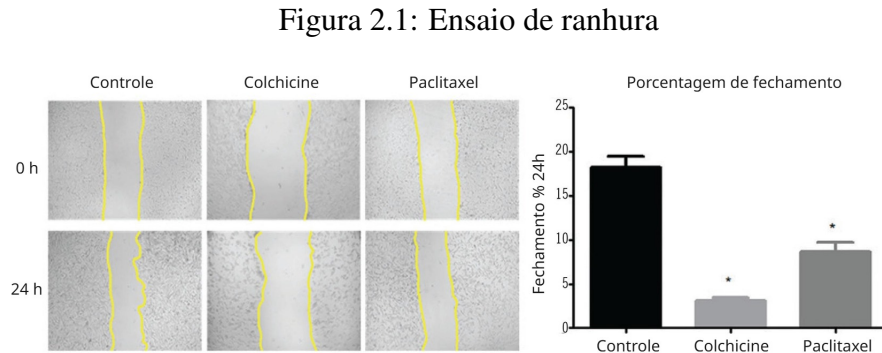 Figura 2.1: Ensaio de ranhura
Controle
Colchicine
Paclitaxel
0 h
24 h
Porcentagem de fechamento
Fechamento % 24h
25
20
15
10
5
0
*
*
Controle
Colchicine
Paclitaxel